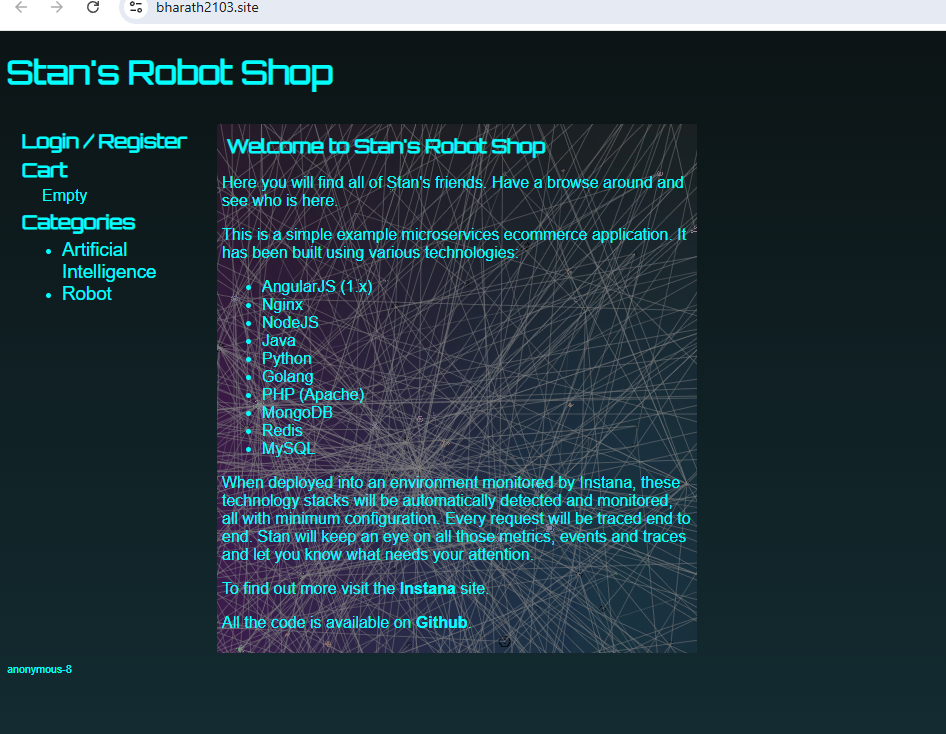 bharath2103.site
Stan's Robot Shop
Login / Register
Cart
Empty
Categories
Artificial
Intelligence
Robot
Welcome to Stan's Robot Shop
Here you will find all of Stan's friends. Have a browse around and
see who is here.
This is a simple example microservices ecommerce application. It
has been built using various technologies:
AngularJS (1.x)
Nginx
NodeJS
Java
Python
Golang
PHP (Apache)
MongoDB
Redis
MySQL
When deployed into an environment monitored by Instana, these
technology stacks will be automatically detected and monitored,
all with minimum configuration. Every request will be traced end to
end. Stan will keep an eye on all those metrics, events and traces
and let you know what needs your attention.
To find out more visit the Instana site.
All the code is available on Github
anonymous-8